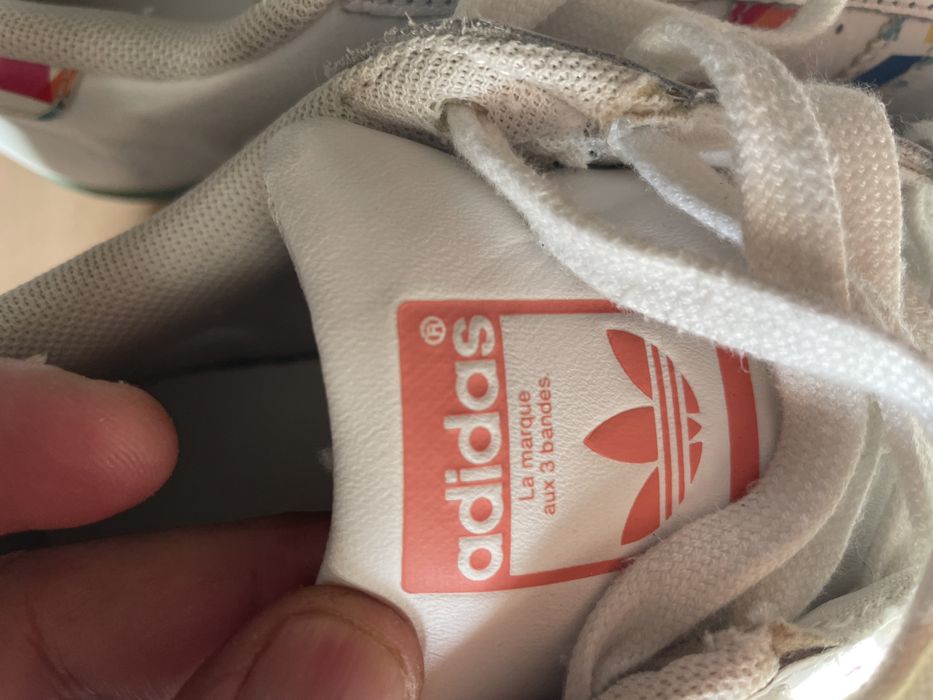 adidas®
La marque
aux 3 bandes.